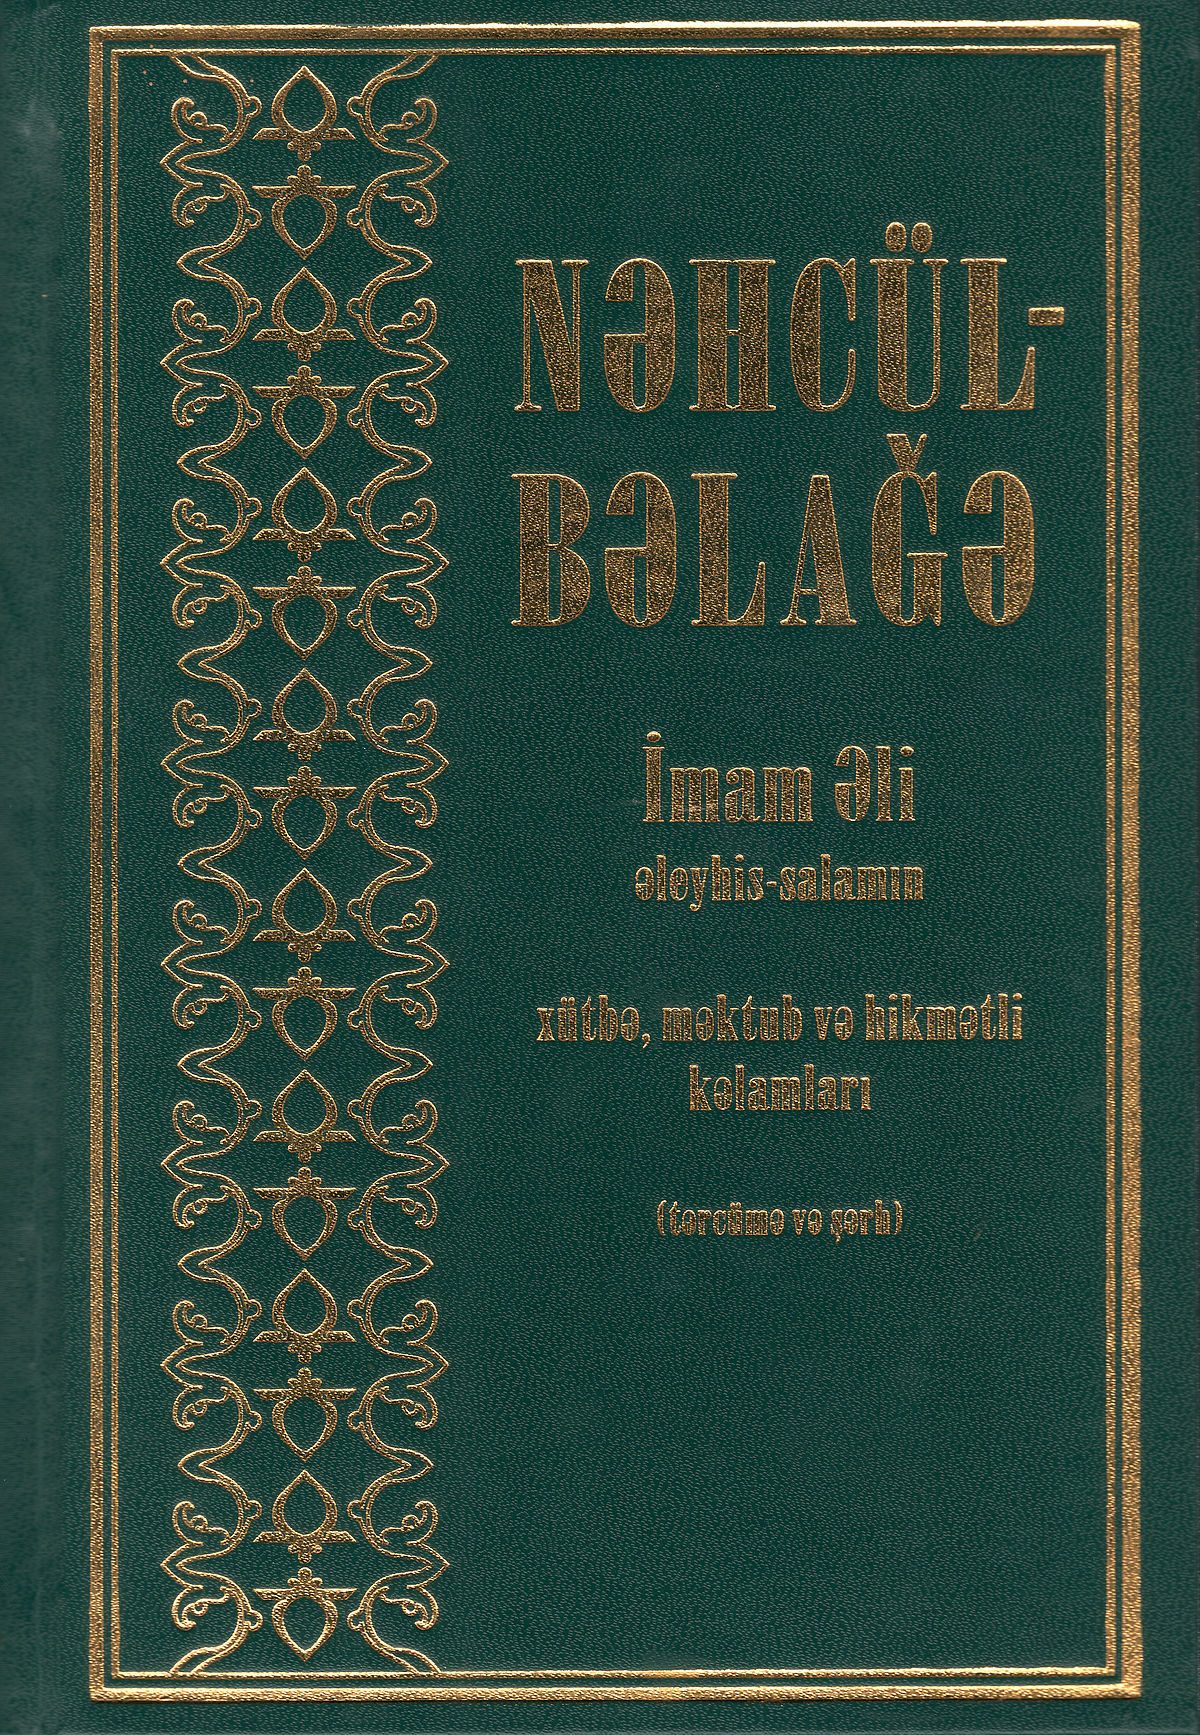 NƏHCÜL-
BƏLAĞƏ
İmam Əli
əleyhis-salamın
xütbə, məktub və hikmətli
kəlamları
(tərcümə və şərh)